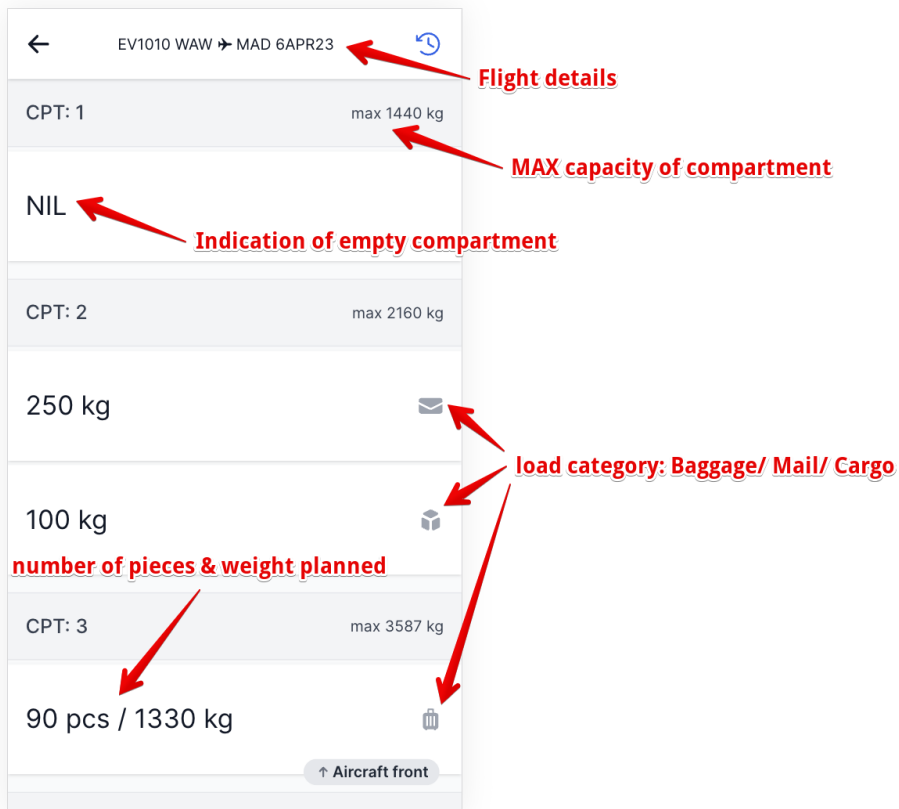 EV1010 WAW ✈ MAD 6APR23
Flight details
CPT: 1
max 1440 kg
MAX capacity of compartment
NIL
Indication of empty compartment
CPT: 2
max 2160 kg
250 kg
load category: Baggage/ Mail/ Cargo
100 kg
number of pieces & weight planned
CPT: 3
max 3587 kg
90 pcs / 1330 kg
↑ Aircraft front